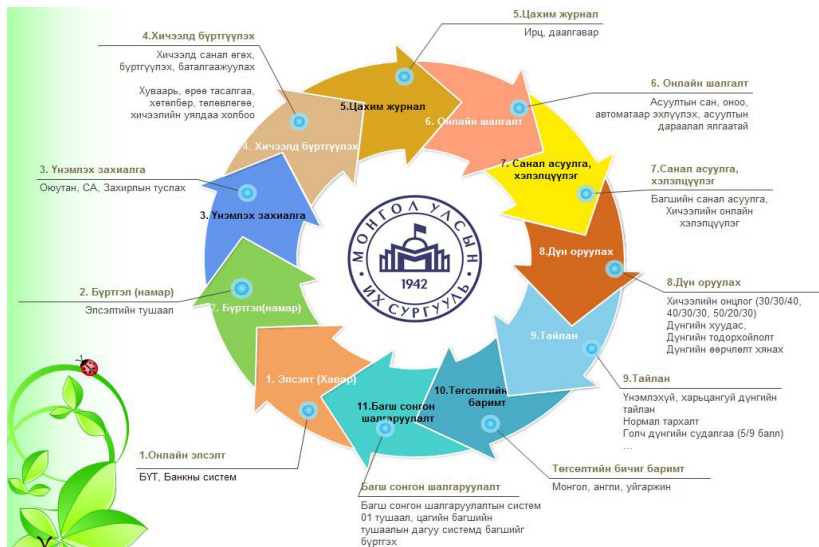 5.Цахим журнал
Ирц, даалгавар
4.Хичээлд бүртгүүлэх
Хичээлд санал өгөх,
бүртгүүлэх, баталгаажуулах
Хуваарь, өрөө тасалгаа,
хөтөлбөр, төлөвлөгөө,
хичээлийн уялдаа холбоо
6. Онлайн шалгалт
Асуултын сан, оноо,
автоматаар эхлүүлэх, асуултын
дараалал ялгаатай
3. Үнэмлэх захиалга
Оюутан, СА, Захирлын туслах
7.Санал асуулга,
хэлэлцүүлэг
Багшийн санал асуулга,
Хичээлийн онлайн
хэлэлцүүлэг
2. Бүртгэл (намар)
Элсэлтийн тушаал
8.Дүн оруулах
Хичээлийн онцлог (30/30/40,
40/30/30, 50/20/30)
Дүнгийн хуудас,
Дүнгийн тодорхойлолт
Дүнгийн өөрчлөлт хянах
9.Тайлан
Үнэмлэхүй, харьцангуй дүнгийн
тайлан
Нормал тархалт
Голч дүнгийн судалгаа (5/9 балл)
...
1.Онлайн элсэлт
БҮТ, Банкны систем
Багш сонгон шалгаруулалт
Багш сонгон шалгаруулалтын систем
01 тушаал, цагийн багшийн
тушаалын дагуу системд багшийг
бүртгэх
Төгсөлтийн бичиг баримт
Монгол, англи, уйгаржин
5.Цахим журнал
6. Онлайн шалгалт
7. Санал асуулга,
хэлэлцүүлэг
8.Дүн оруулах
9.Тайлан
10.Төгсөлтийн
баримт
11.Багш сонгон
шалгаруулалт
1. Элсэлт (Хавар)
2. Бүртгэл(намар)
3. Үнэмлэх захиалга
4. Хичээлд бүртгүүлэх
МОНГОЛ УЛСЫН
ИХ СУРГУУЛЬ
1942